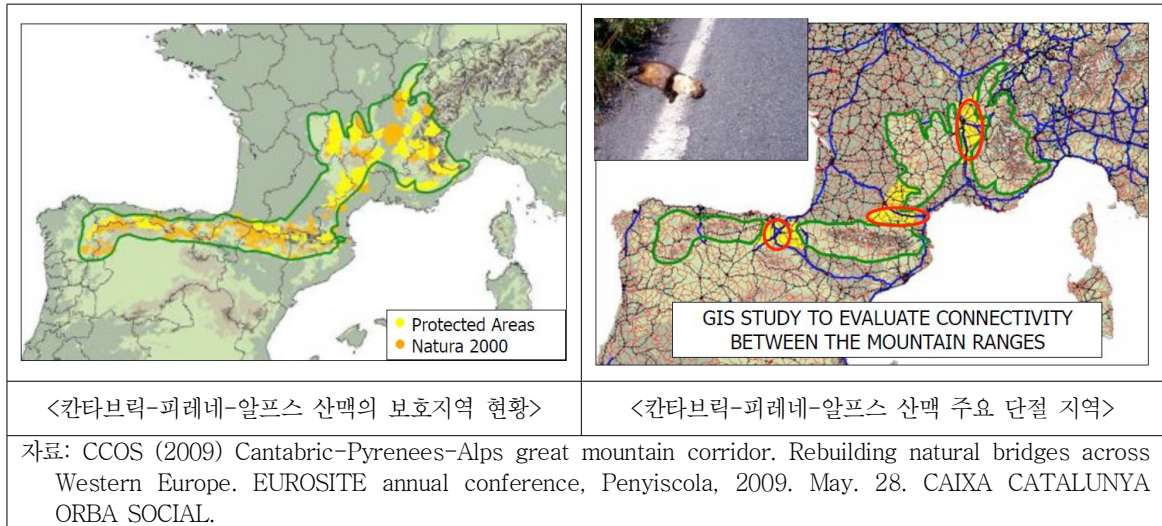 Protected Areas
Natura 2000
GIS STUDY TO EVALUATE CONNECTIVITY
BETWEEN THE MOUNTAIN RANGES
<칸타브릭-피레네-알프스 산맥의 보호지역 현황>
<칸타브릭-피레네-알프스 산맥 주요 단절 지역>
자료: CCOS (2009) Cantabric-Pyrenees-Alps great mountain corridor. Rebuilding natural bridges across
Western Europe. EUROSITE annual conference, Penyiscola, 2009. May. 28. CAIXA CATALUNYA
ORBA SOCIAL.